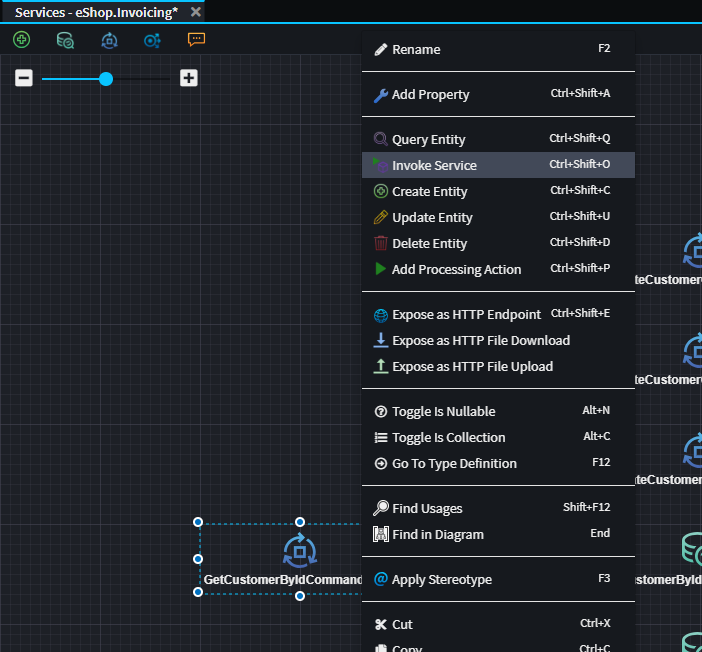 Services - eShop.Invoicing*
Rename F2
Add Property Ctrl+Shift+A
Query Entity Ctrl+Shift+Q
Invoke Service Ctrl+Shift+O
Create Entity Ctrl+Shift+C
Update Entity Ctrl+Shift+U
Delete Entity Ctrl+Shift+D
Add Processing Action Ctrl+Shift+P
teCustomer
Expose as HTTP Endpoint Ctrl+Shift+E
Expose as HTTP File Download
Expose as HTTP File Upload
teCustomer
Toggle Is Nullable Alt+N
Toggle Is Collection Alt+C
Go To Type Definition F12
teCustomer
Find Usages Shift+F12
Find in Diagram End
Apply Stereotype F3
GetCustomerByIdCommand
stomerById
Cut Ctrl+X
Copy Ctrl+C